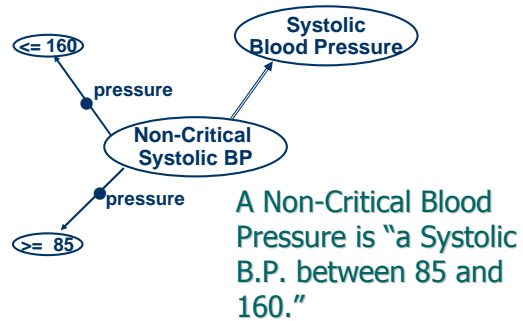 Systolic
Blood Pressure
<= 160
pressure
Non-Critical
Systolic BP
pressure
>= 85
A Non-Critical Blood
Pressure is “a Systolic
B.P. between 85 and
160.”